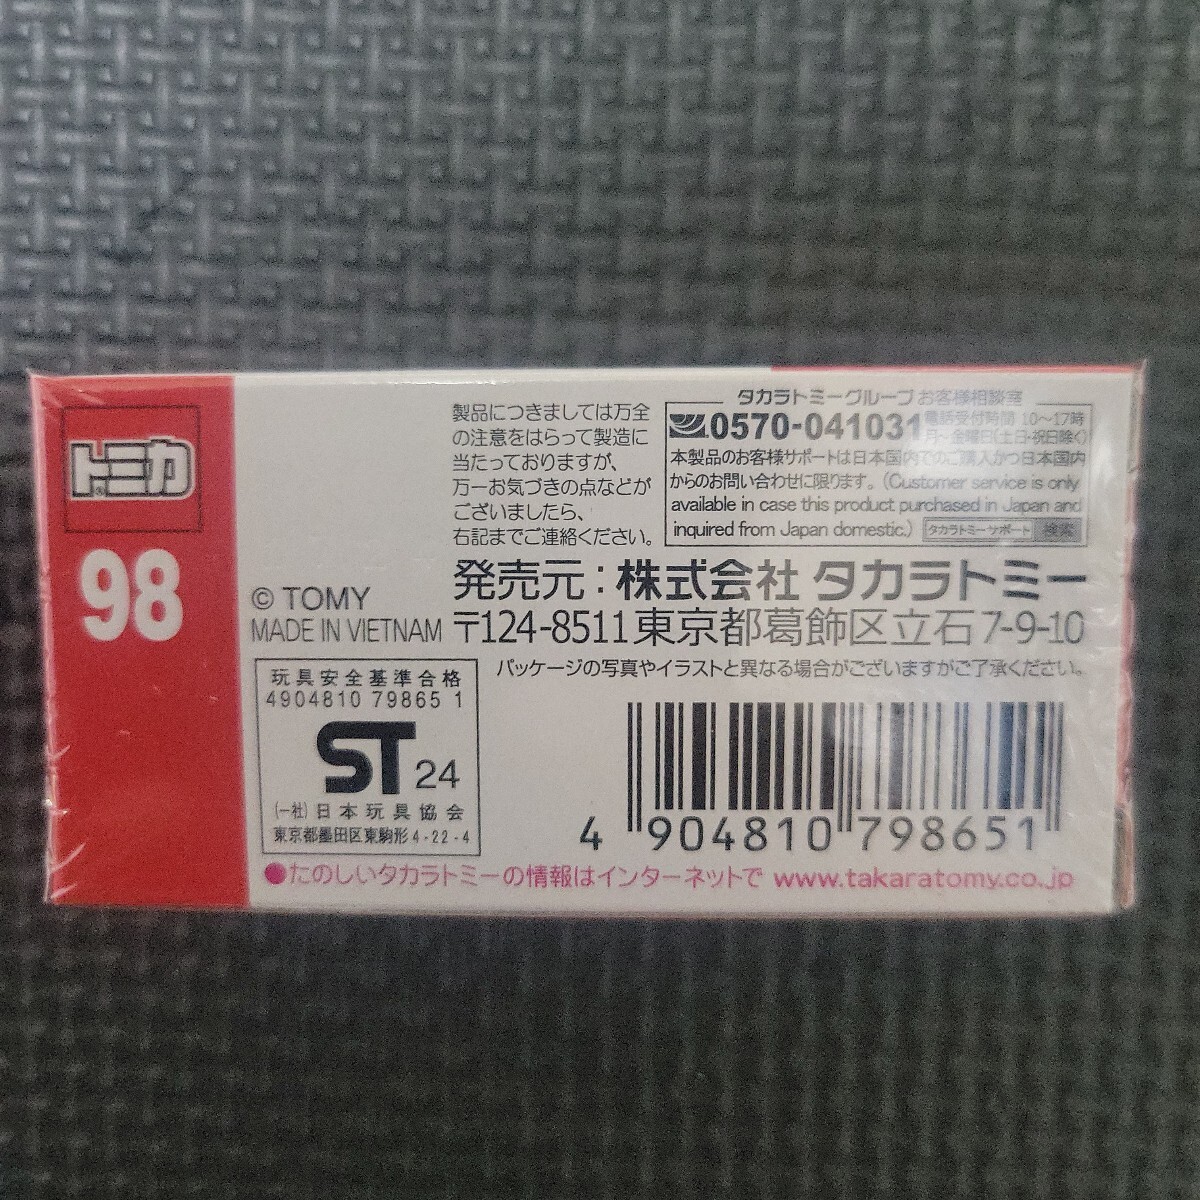 トミカ®
98
© TOMY
MADE IN VIETNAM
製品につきましては万全
の注意をはらって製造に
当たっておりますが、
万一お気づきの点などが
ございましたら、
右記までご連絡ください。
タカラトミーグループ お客様相談室
0570-041031 電話受付時間 10〜17時
月〜金曜日(土日・祝日除く)
本製品のお客様サポートは日本国内でのご購入かつ日本国内
からのお問い合わせに限ります。(Customer service is only
available in case this product purchased in Japan and
inquired from Japan domestic.) タカラトミーサポート 検索
発売元:株式会社 タカラトミー
〒124-8511 東京都葛飾区立石 7-9-10
パッケージの写真やイラストと異なる場合がございますがご了承ください。
玩具安全基準合格
4904810 79865 1
ST 24
(一社)日本玩具協会
東京都墨田区東駒形 4-22-4
4 904810 798651
●たのしいタカラトミーの情報はインターネットで www.takaratomy.co.jp